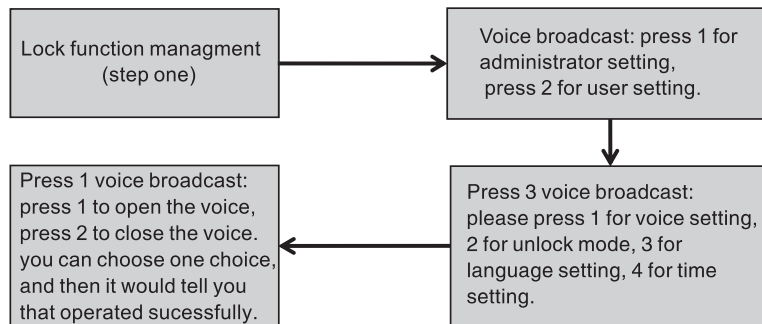 Lock function managment
(step one)
Voice broadcast: press 1 for
administrator setting,
press 2 for user setting.
Press 3 voice broadcast:
please press 1 for voice setting,
2 for unlock mode, 3 for
language setting, 4 for time
setting.
Press 1 voice broadcast:
press 1 to open the voice,
press 2 to close the voice.
you can choose one choice,
and then it would tell you
that operated sucessfully.